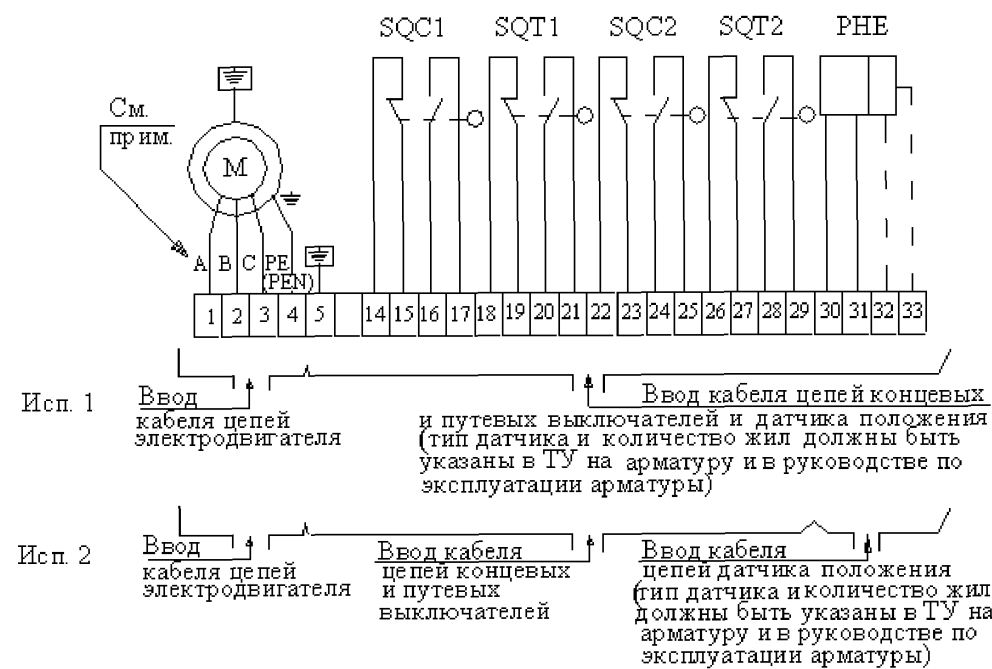 SQC1 SQT1 SQC2 SQT2 PHE
См.
прим.
M
A B C PE
(PEN)
1 2 3 4 5 14 15 16 17 18 19 20 21 22 23 24 25 26 27 28 29 30 31 32 33
Исп. 1
Ввод
кабеля цепей
электродвигателя
Ввод кабеля цепей концевых
и путевых выключателей и датчика положения
(тип датчика и количество жил должны быть
указаны в ТУ на арматуру и в руководстве по
эксплуатации арматуры)
Исп. 2
Ввод
кабеля цепей
электродвигателя
Ввод кабеля
цепей концевых
и путевых
выключателей
Ввод кабеля
цепей датчика положения
(тип датчика и количество жил
должны быть указаны в ТУ на
арматуру и в руководстве по
эксплуатации арматуры)